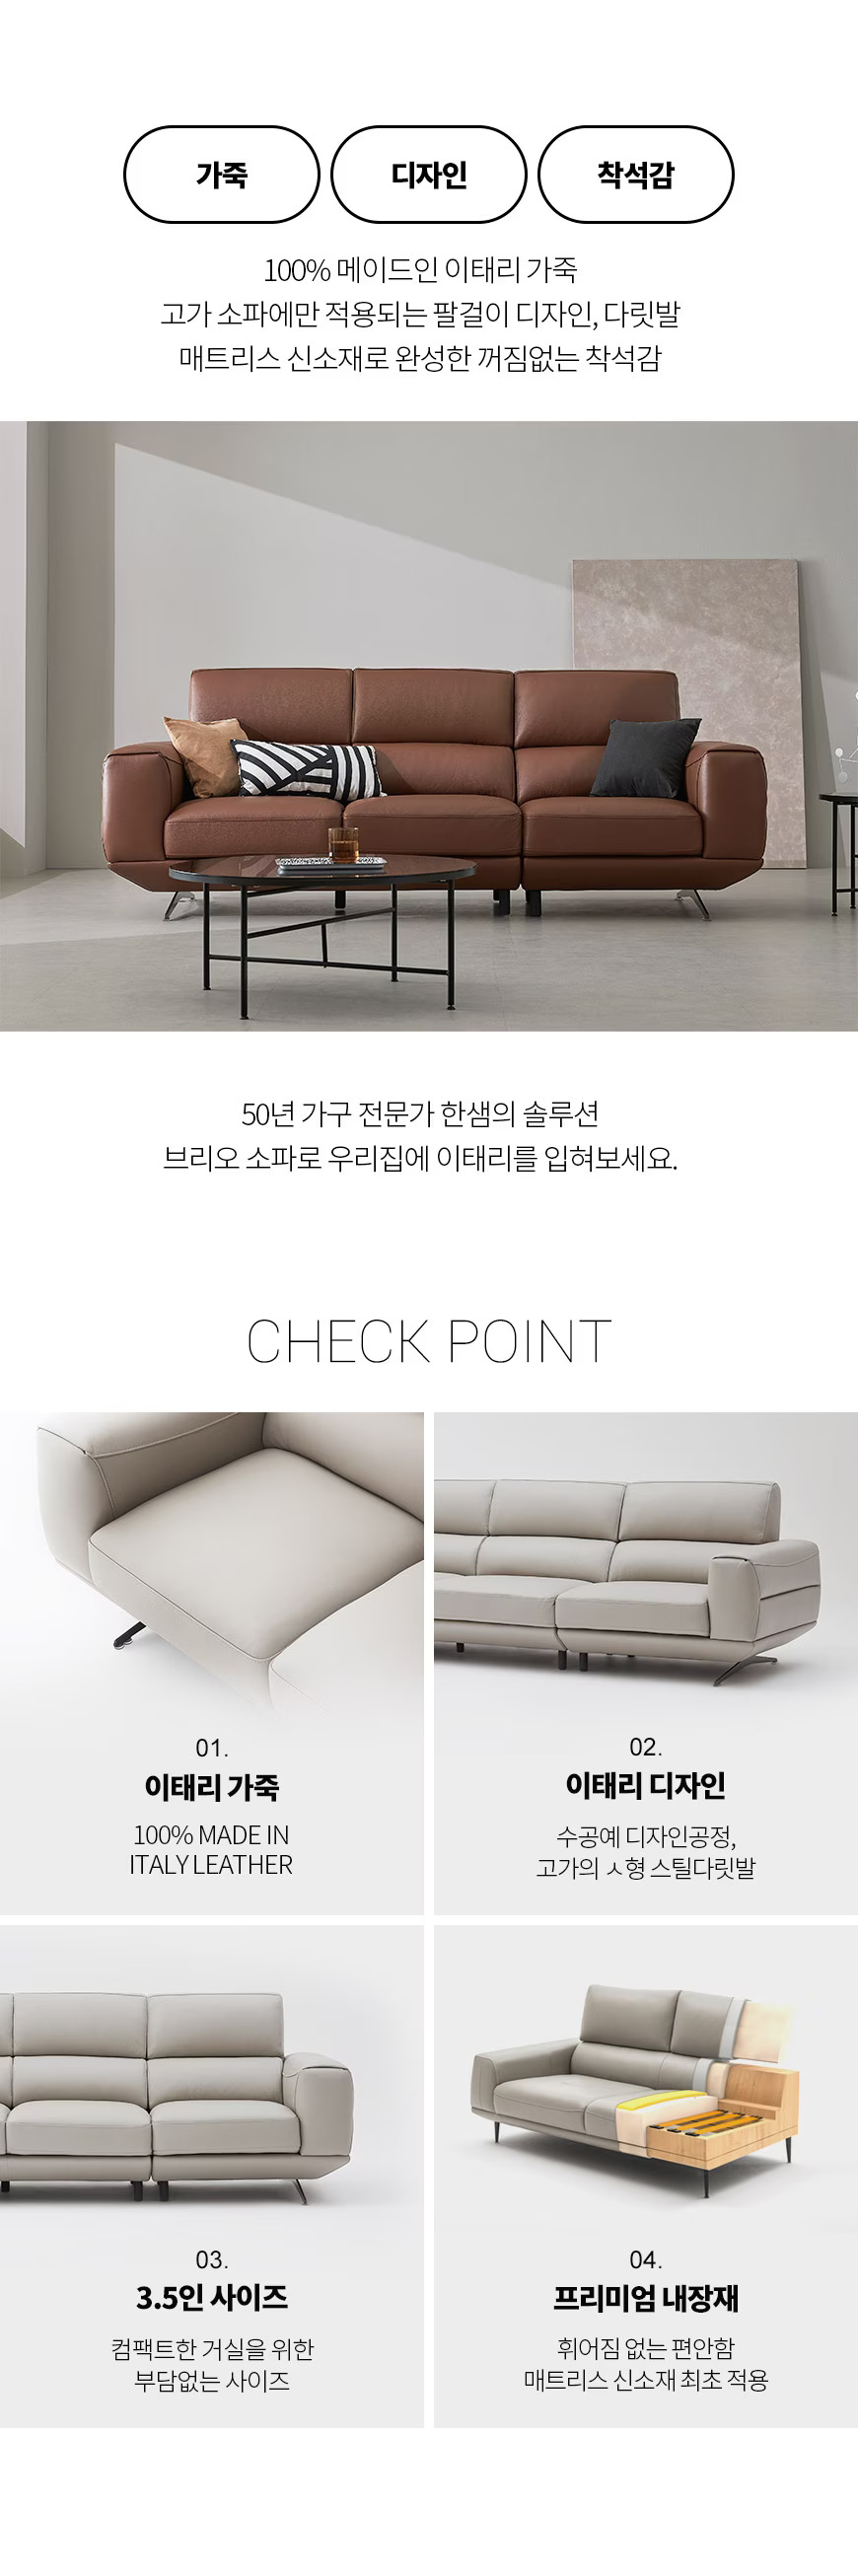 가죽
디자인
착석감
100% 메이드인 이태리 가죽
고가 소파에만 적용되는 팔걸이 디자인, 다릿발
매트리스 신소재로 완성한 꺼짐없는 착석감
50년 가구 전문가 한샘의 솔루션
브리오 소파로 우리집에 이태리를 입혀보세요.
CHECK POINT
01.
이태리 가죽
100% MADE IN
ITALY LEATHER
02.
이태리 디자인
수공예 디자인공정,
고가의 ㅅ형 스틸다릿발
03.
3.5인 사이즈
컴팩트한 거실을 위한
부담없는 사이즈
04.
프리미엄 내장재
휘어짐 없는 편안함
매트리스 신소재 최초 적용